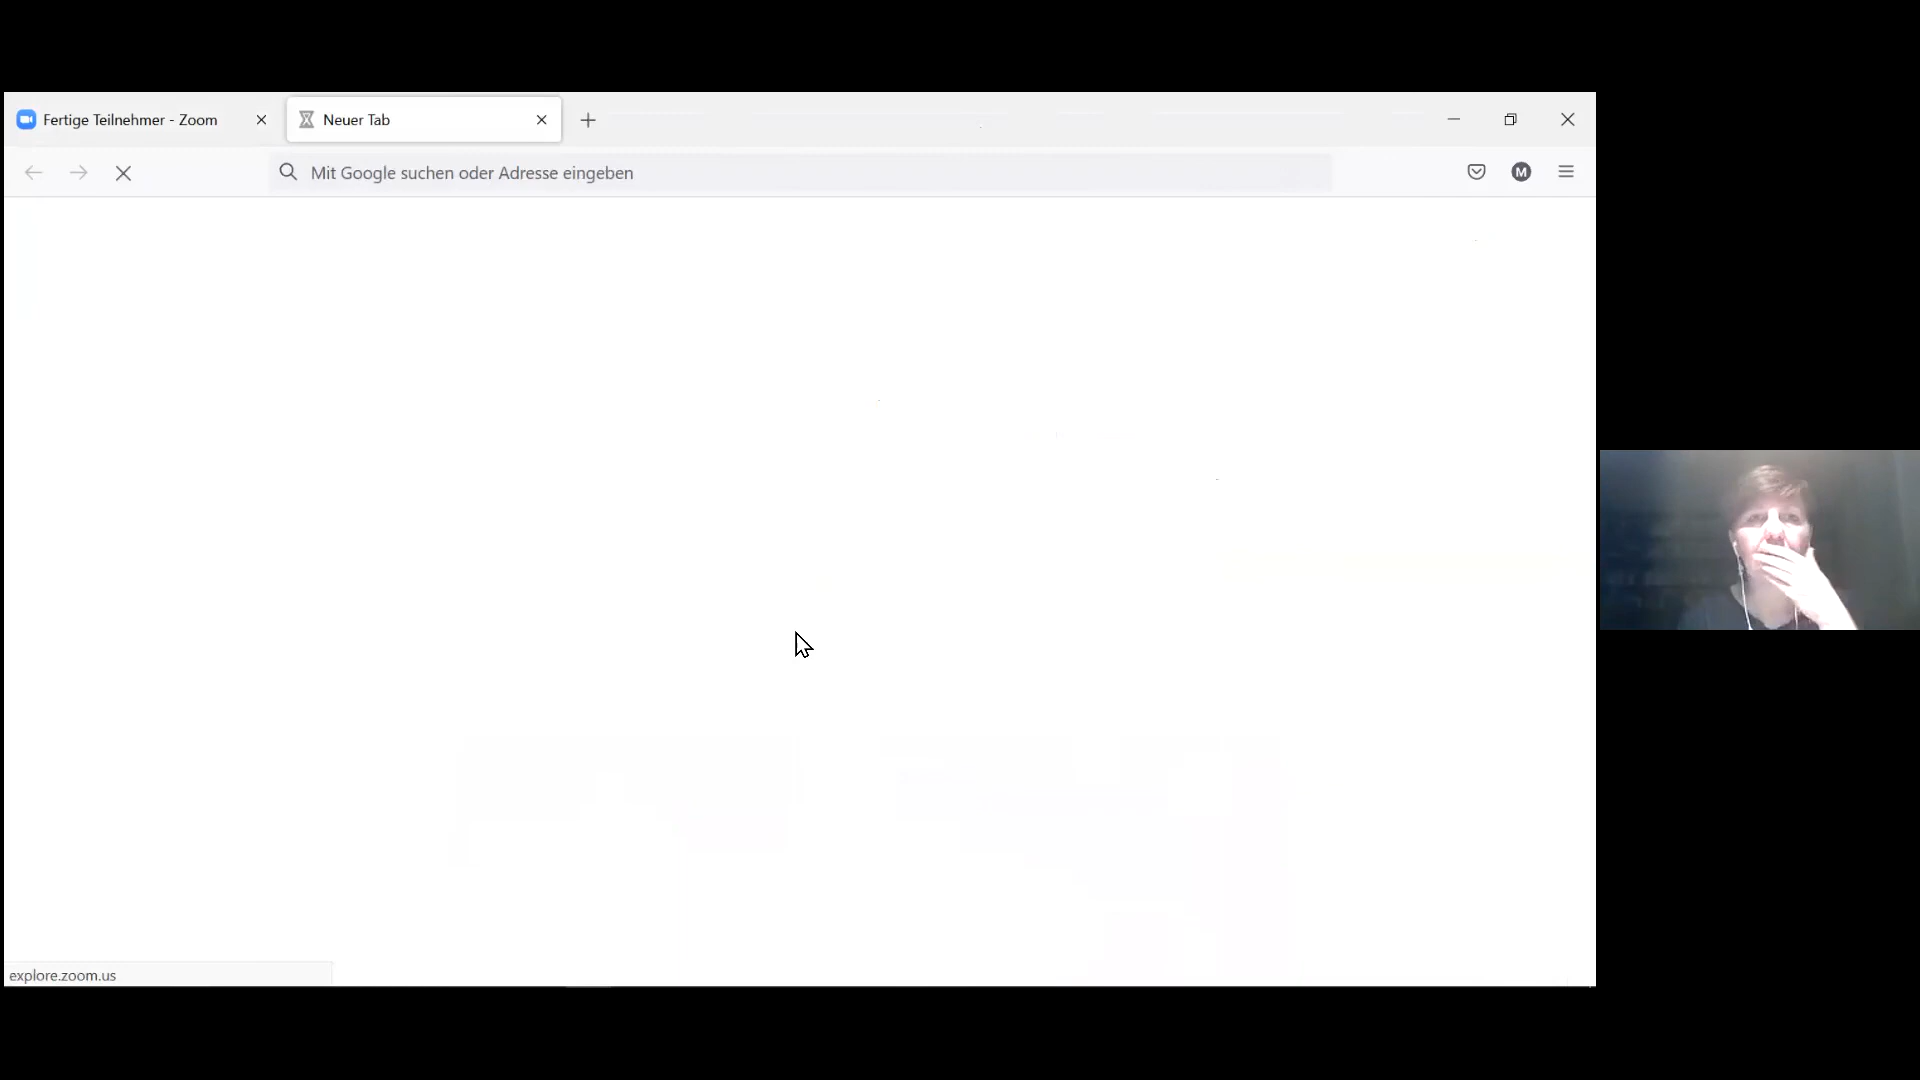 Fertige Teilnehmer - Zoom
Neuer Tab
Mit Google suchen oder Adresse eingeben
M
explore.zoom.us